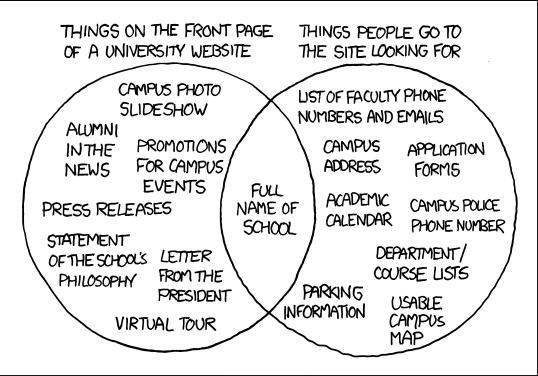 THINGS ON THE FRONT PAGE
OF A UNIVERSITY WEBSITE
THINGS PEOPLE GO TO
THE SITE LOOKING FOR
CAMPUS PHOTO
SLIDESHOW
ALUMNI
IN THE
NEWS
PROMOTIONS
FOR CAMPUS
EVENTS
PRESS RELEASES
STATEMENT
OF THE SCHOOL'S
PHILOSOPHY
LETTER
FROM THE
PRESIDENT
VIRTUAL TOUR
FULL
NAME OF
SCHOOL
LIST OF FACULTY PHONE
NUMBERS AND EMAILS
CAMPUS
ADDRESS
APPLICATION
FORMS
ACADEMIC
CALENDAR
CAMPUS POLICE
PHONE NUMBER
DEPARTMENT/
COURSE LISTS
PARKING
INFORMATION
USABLE
CAMPUS
MAP